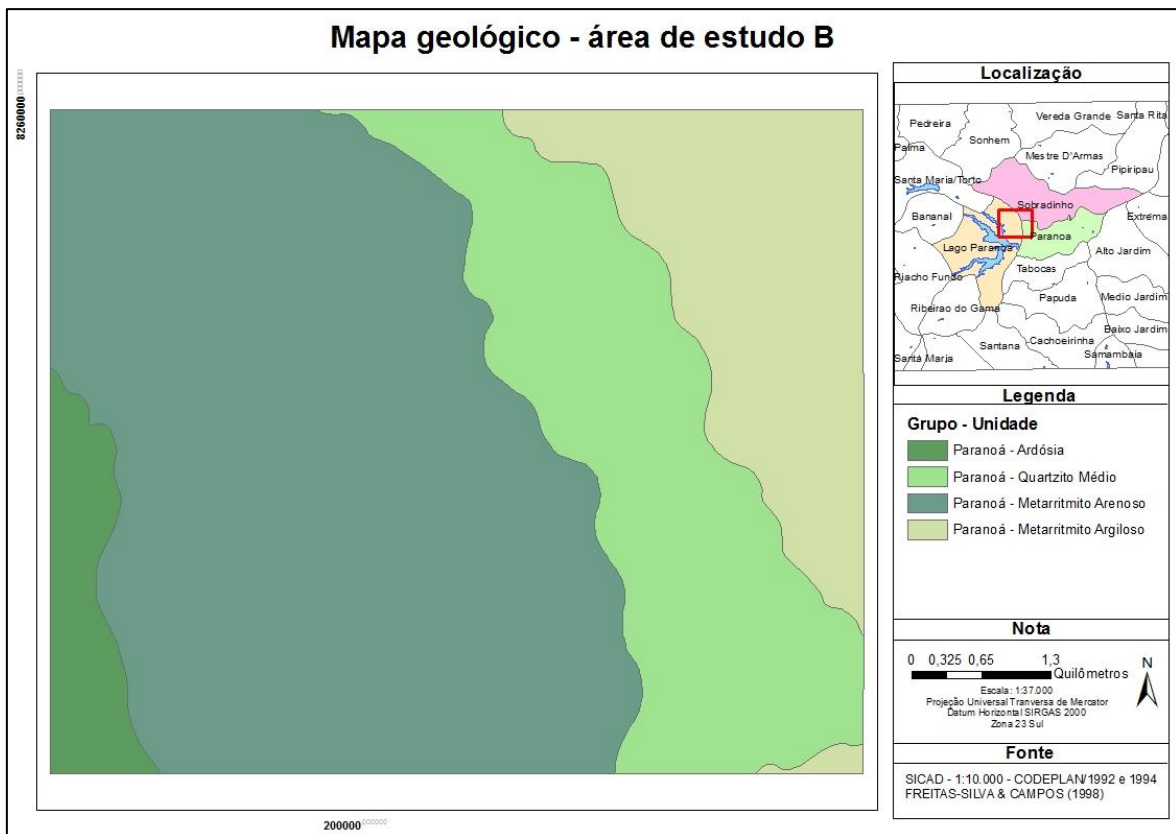 Mapa geológico - área de estudo B
8260000
000000
200000
000000
Localização
Pedreira
Vereda Grande
Santa Rita
Sonhem
Palma
Mestre D'Armas
Pipiripau
Santa Maria/Torto
Sobradinho
Bananal
Extrema
Paranoa
Lago Paranoa
Alto Jardim
Tabocas
Riacho Fundo
Papuda
Medio Jardim
Ribeirao do Gama
Baixo Jardim
Santana
Cachoeirinha
Santa Maria
Samambaia
Legenda
Grupo - Unidade
Paranoá - Ardósia
Paranoá - Quartzito Médio
Paranoá - Metarritmito Arenoso
Paranoá - Metarritmito Argiloso
Nota
0 0,325 0,65 1,3
Quilômetros
N
Escala: 1:37.000
Projeção Universal Tranversa de Mercator
Datum Horizontal SIRGAS 2000
Zona 23 Sul
Fonte
SICAD - 1:10.000 - CODEPLAN/1992 e 1994
FREITAS-SILVA & CAMPOS (1998)